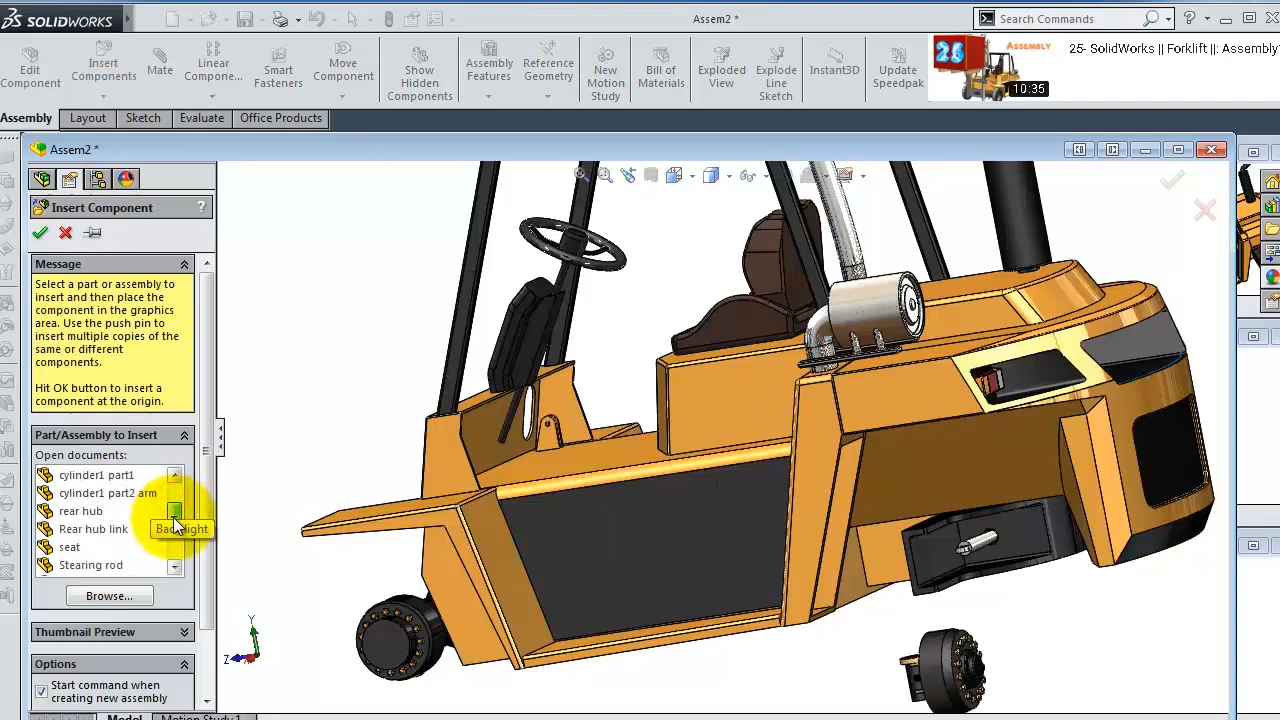 SOLIDWORKS
Assem2 *
Search Commands
Edit Component
Insert Components
Mate
Linear Compon...
Smart Fasten...
Component
Show Hidden Components
Assembly Features
Reference Geometry
New Motion Study
Bill of Materials
Exploded View
Explode Line Sketch
Instant3D
Update Speedpak
25
ASSEMBLY
10:35
25- SolidWorks || Forklift ||: Assembly
Assembly
Layout
Sketch
Evaluate
Office Products
Assem2 *
Insert Component
?
Message
Select a part or assembly to
insert and then place the
component in the graphics
area. Use the push pin to
insert multiple copies of the
same or different
components.
Hit OK button to insert a
component at the origin.
Part/Assembly to Insert
Open documents:
cylinder1 part1
cylinder1 part2 arm
rear hub
Rear hub link
Back light
seat
Stearing rod
Browse...
Thumbnail Preview
Options
Start command when
creating new assembly
Y
Z
Model
Motion Study 1